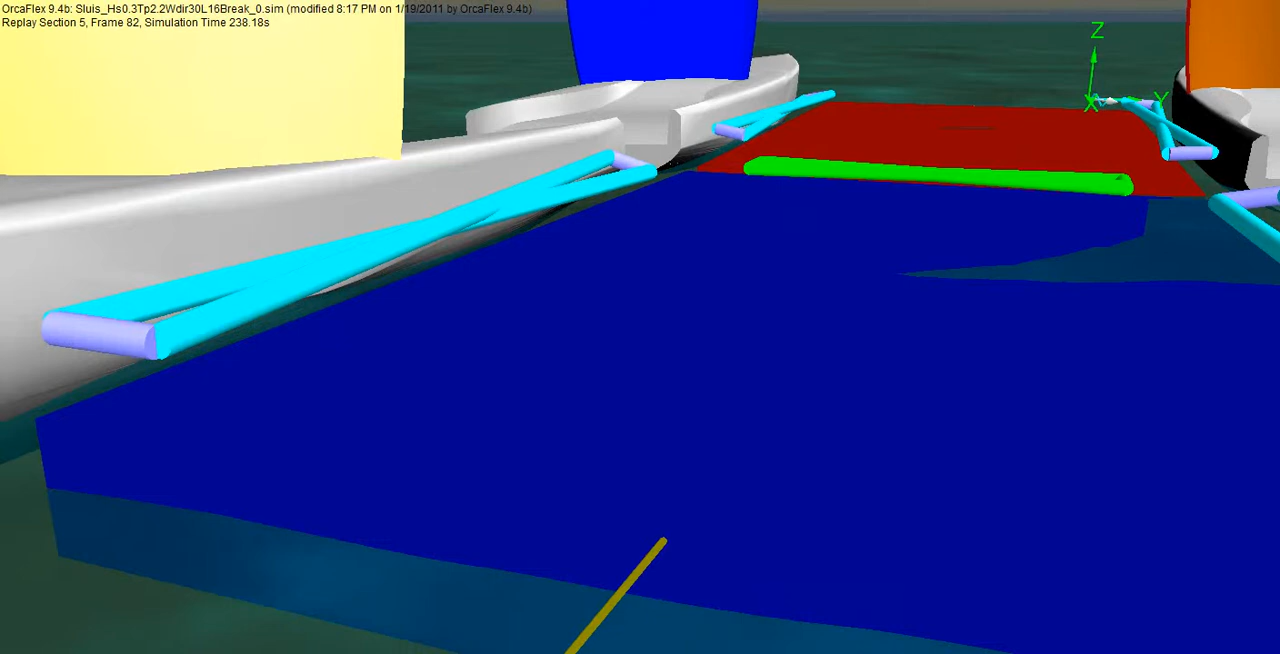 OrcaFlex 9.4b: Sluis_Hs0.3Tp2.2Wdir30L16Break_0.sim (modified 8:17 PM on 1/19/2011 by OrcaFlex 9.4b)
Replay Section 5, Frame 82, Simulation Time 238.18s
Z
X
Y